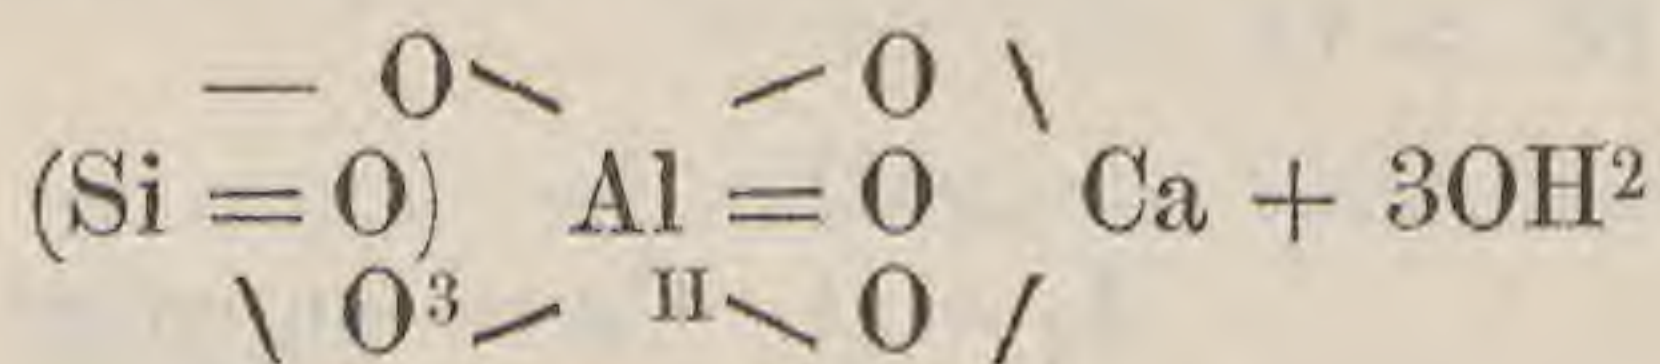 — O \ / O \
(Si = O) Al = O Ca + 3OH²
\ O³ / II \ O /